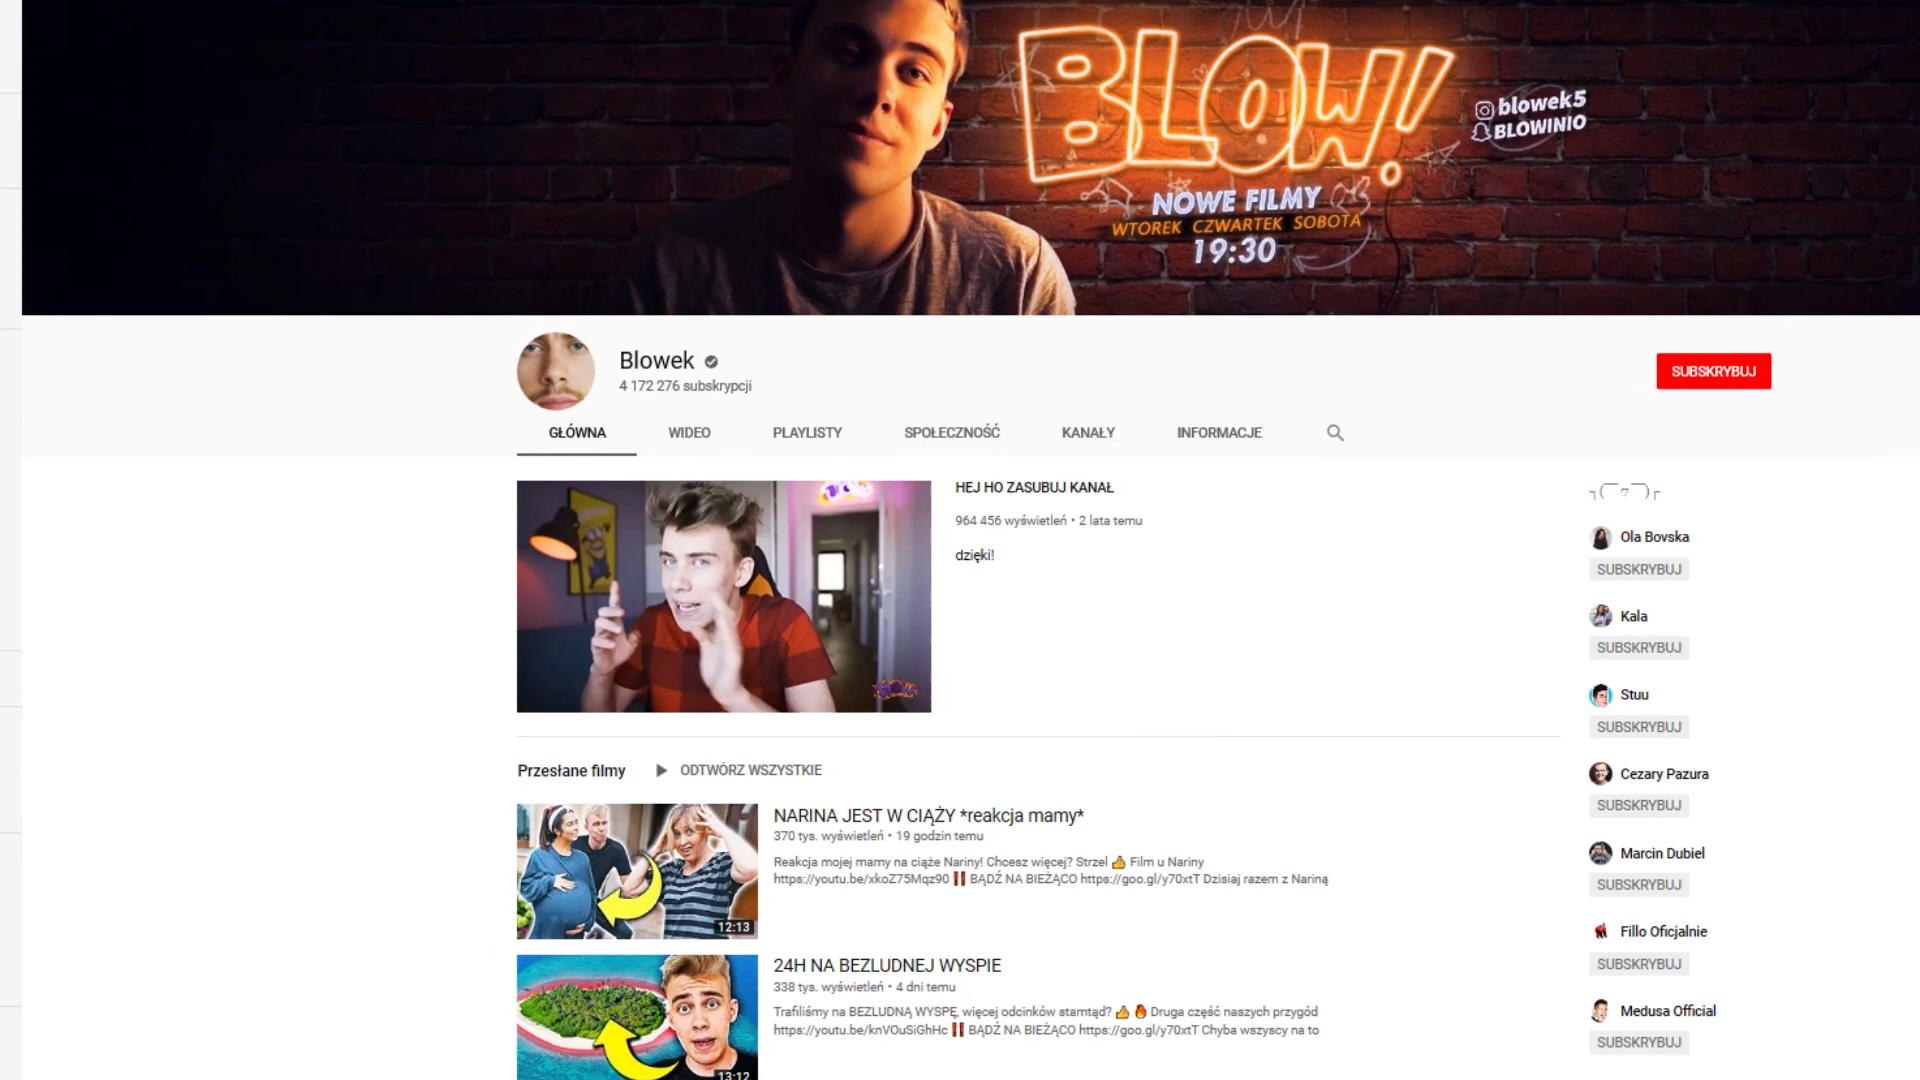 BLOW!
blowek5
BLOWINIO
NOWE FILMY
WTOREK CZWARTEK SOBOTA
19:30
Blowek
4 172 276 subskrypcji
SUBSKRYBUJ
GŁÓWNA WIDEO PLAYLISTY SPOŁECZNOŚĆ KANAŁY INFORMACJE
HEJ HO ZASUBUJ KANAŁ
964 456 wyświetleń • 2 lata temu
dzięki!
BLOW
Przesłane filmy ODTWÓRZ WSZYSTKIE
NARINA JEST W CIĄŻY *reakcja mamy*
370 tys. wyświetleń • 19 godzin temu
Reakcja mojej mamy na ciąże Nariny! Chcesz więcej? Strzel 👍 Film u Nariny
https://youtu.be/xkoZ75Mqz90 ‼️ BĄDŹ NA BIEŻĄCO https://goo.gl/y70xtT Dzisiaj razem z Nariną
12:13
24H NA BEZLUDNEJ WYSPIE
338 tys. wyświetleń • 4 dni temu
Trafiliśmy na BEZLUDNĄ WYSPĘ, więcej odcinków stamtąd? 👍 🔥 Druga część naszych przygód
https://youtu.be/knVOuSiGhHc ‼️ BĄDŹ NA BIEŻĄCO https://goo.gl/y70xtT Chyba wszyscy na to
13:12
┐(￣ヮ￣)┌
Ola Bovska
SUBSKRYBUJ
Kala
SUBSKRYBUJ
Stuu
SUBSKRYBUJ
Cezary Pazura
SUBSKRYBUJ
Marcin Dubiel
SUBSKRYBUJ
Fillo Oficjalnie
SUBSKRYBUJ
Medusa Official
SUBSKRYBUJ